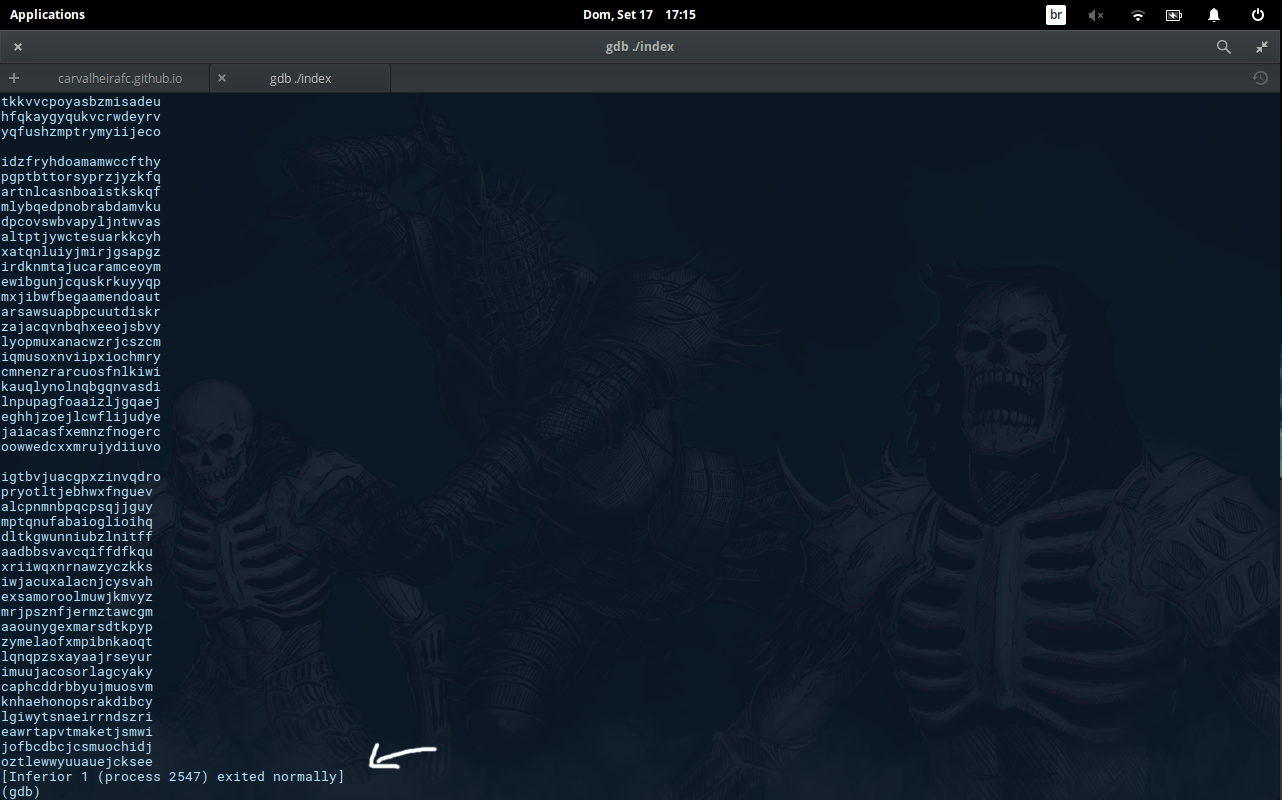 Applications
Dom, Set 17 17:15
br
gdb ./index
carvalheirafc.github.io
gdb ./index
tkkvvcpoyasbzmisadeu
hfqkaygyqukvcrwdeyrv
yqfushzmptrymyiijeco
idzfryhdoamamwccfthy
pgptbttorsyprzjyzkfq
artnlcasnboaistkskqf
mlybqedpnobrabdamvku
dpcovswbvapyljntwvas
altptjywctesuarkkcyh
xatqnluiyjmirjgsapgz
irdknmtajucaramceoym
ewibgunjcquskrkuyyqp
mxjibwfbegaamendoaut
arsawsuapbpcuutdiskr
zajacqvnbqhxeeojsbvy
lyopmuxanacwzrjcszcm
iqmusoxnviipxiochmry
cmnenzrarcuosfnlkiwi
kauqlynolnqbgqnvasdi
lnpupagfoaaizljgqaej
eghhjzoejlcwflijudye
jaiacasfxemnzfnogerc
oowwedcxxmrujydiiuvo
igtbvjuacgpxzinvqdro
pryotltjebhwxfnguev
alcpnmnbpqcpsqjjguy
mptqnufabaioglioihq
dltkgwunniubzlnitff
aadbbsvavcqiffdfkqu
xriiwqxnrnawzyczkks
iwjacuxalacnjcysvah
exsamoroolmuwjkmvyz
mrjpsznfjermztawcgm
aaounygexmarsdtkpyp
zymelaofxmpibnkaoqt
lqnqpzsxayaajrseyur
imuujacosorlagcyaky
caphcddrbbyujmuosvm
knhaehonopsrakdibcy
lgiwytsnaeirrndszri
eawrtapvtmaketjsmwi
jofbcdbcjcsmuochidj
oztlewwyuuauejcksee
[Inferior 1 (process 2547) exited normally]
(gdb)